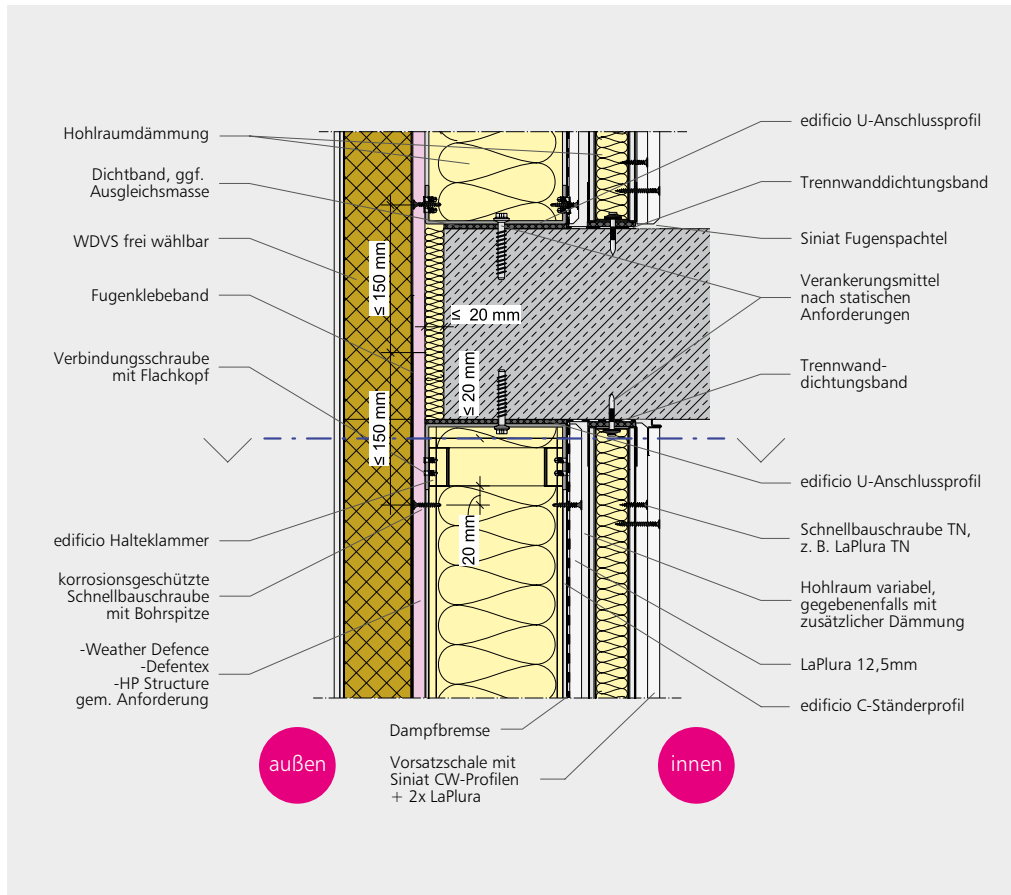 Hohlraumdämmung
Dichtband, ggf.
Ausgleichsmasse
WDVS frei wählbar
Fugenklebeband
Verbindungsschraube
mit Flachkopf
edificio Halteklammer
korrosionsgeschützte
Schnellbauschraube
mit Bohrspitze
-Weather Defence
-Defentex
-HP Structure
gem. Anforderung
≤ 150 mm
≤ 150 mm
≤ 20 mm
≤ 20 mm
20 mm
edificio U-Anschlussprofil
Trennwanddichtungsband
Siniat Fugenspachtel
Verankerungsmittel
nach statischen
Anforderungen
Trennwand-
dichtungsband
edificio U-Anschlussprofil
Schnellbauschraube TN,
z. B. LaPlura TN
Hohlraum variabel,
gegebenenfalls mit
zusätzlicher Dämmung
LaPlura 12,5mm
edificio C-Ständerprofil
Dampfbremse
Vorsatzschale mit
Siniat CW-Profilen
+ 2x LaPlura
außen
innen